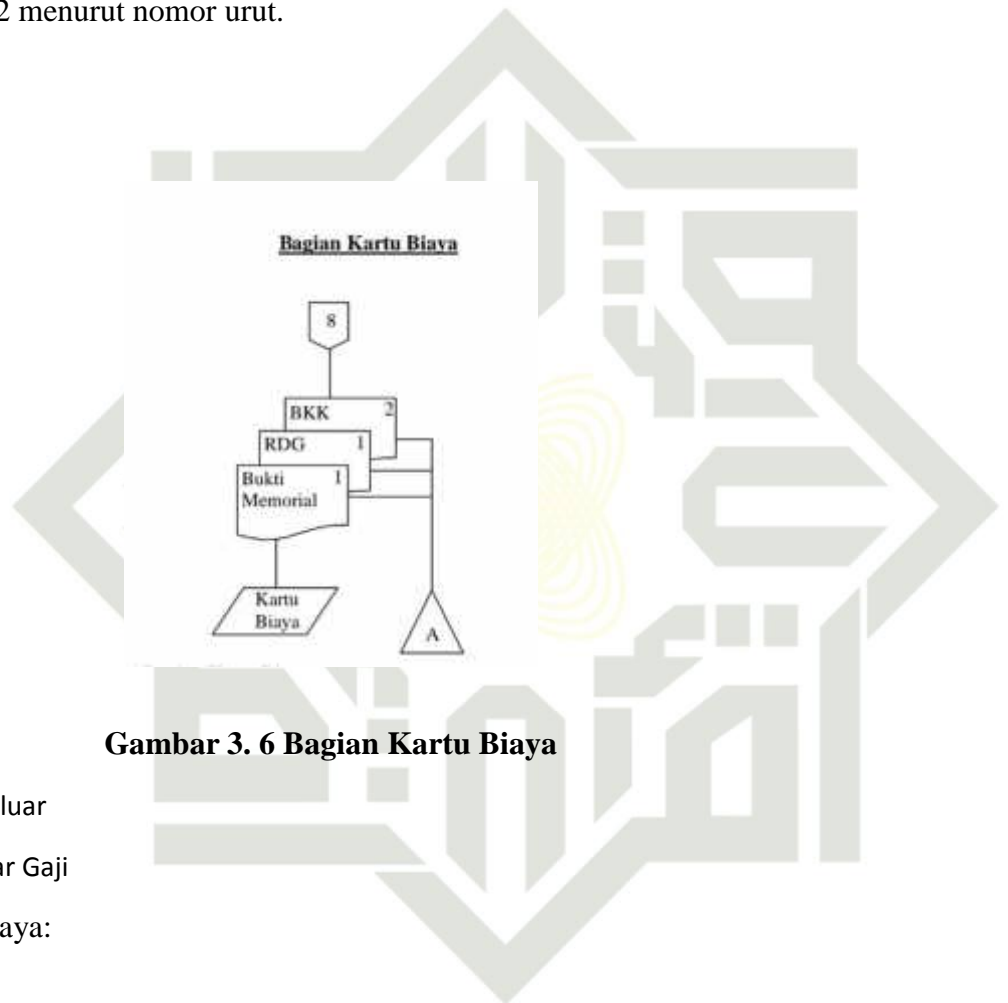 2 menurut nomor urut.
Bagian Kartu Biaya
8
BKK 2
RDG 1
Bukti 1
Memorial
Kartu
Biaya
A
Gambar 3. 6 Bagian Kartu Biaya
luar
ar Gaji
aya: